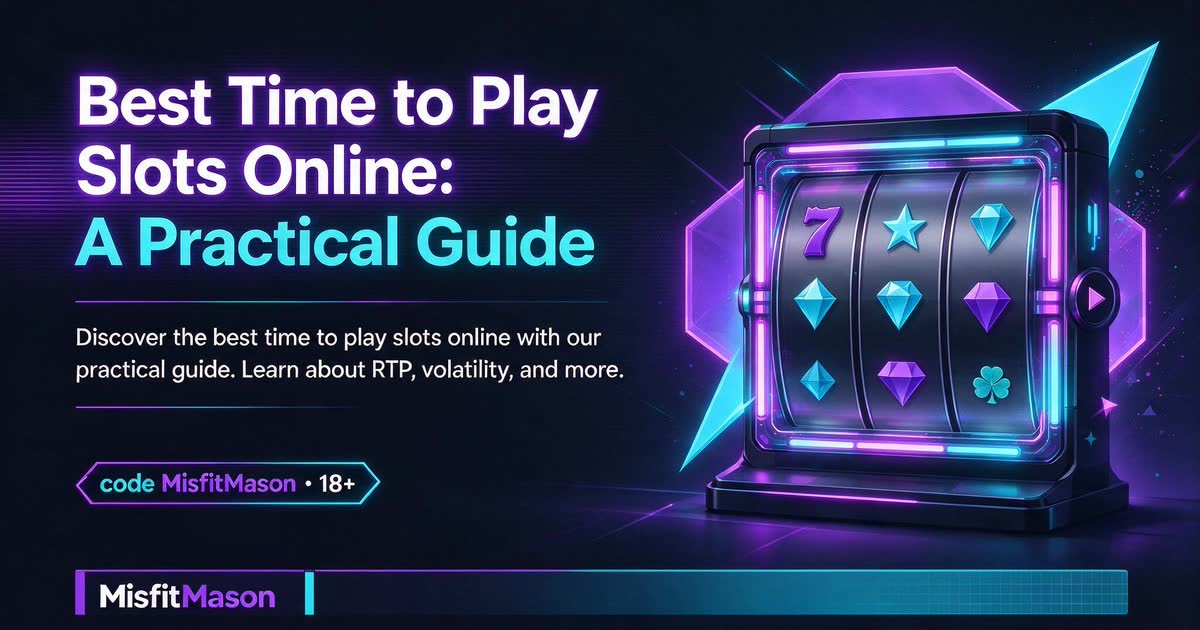 Best Time to Play
Slots Online:
A Practical Guide
Discover the best time to play slots online with our
practical guide. Learn about RTP, volatility, and more.
code MisfitMason • 18+
MisfitMason
7